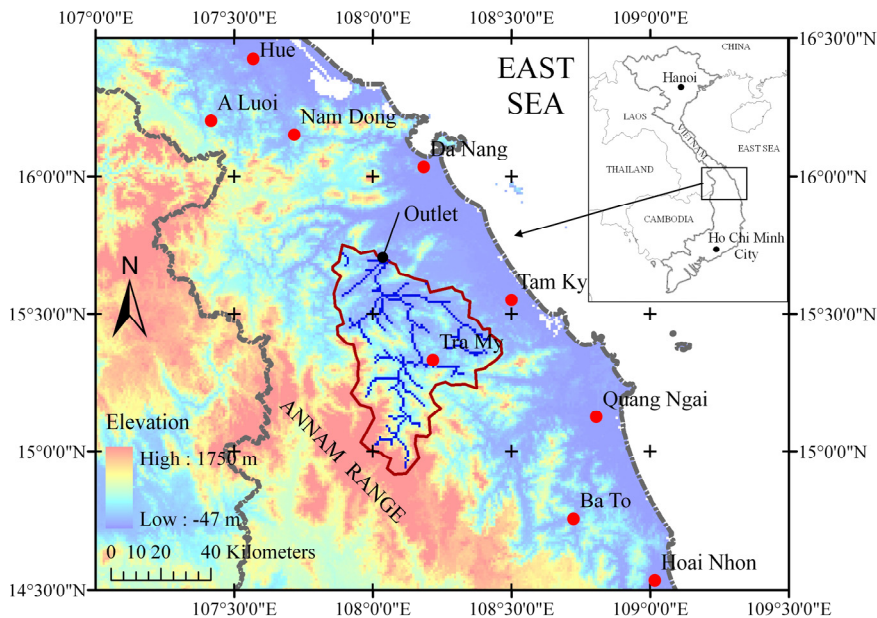 107°0'0"E
107°30'0"E
108°0'0"E
108°30'0"E
109°0'0"E
16°30'0"N
Hue
EAST
SEA
A Luoi
Nam Dong
Da Nang
16°0'0"N
16°0'0"N
Outlet
CHINA
Hanoi
LAOS
VIETNAM
EAST SEA
THAILAND
CAMBODIA
Ho Chi Minh
City
N
Tam Ky
15°30'0"N
15°30'0"N
Tra My
Quang Ngai
ANNAM RANGE
15°0'0"N
15°0'0"N
Elevation
High : 1750 m
Low : -47 m
Ba To
0 10 20 40 Kilometers
Hoai Nhon
14°30'0"N
107°30'0"E
108°0'0"E
108°30'0"E
109°0'0"E
109°30'0"E